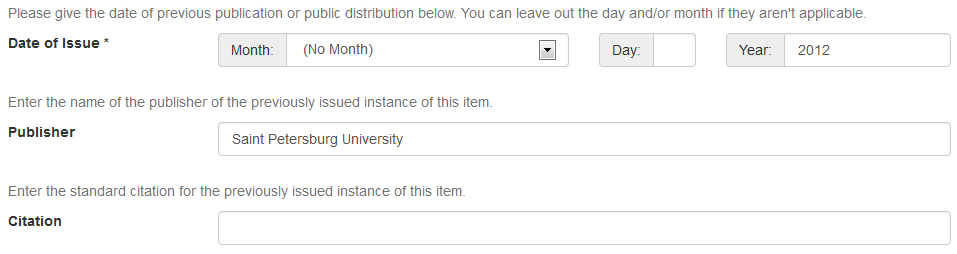 Please give the date of previous publication or public distribution below. You can leave out the day and/or month if they aren't applicable.
Date of Issue * Month: (No Month) Day: Year: 2012
Enter the name of the publisher of the previously issued instance of this item.
Publisher Saint Petersburg University
Enter the standard citation for the previously issued instance of this item.
Citation